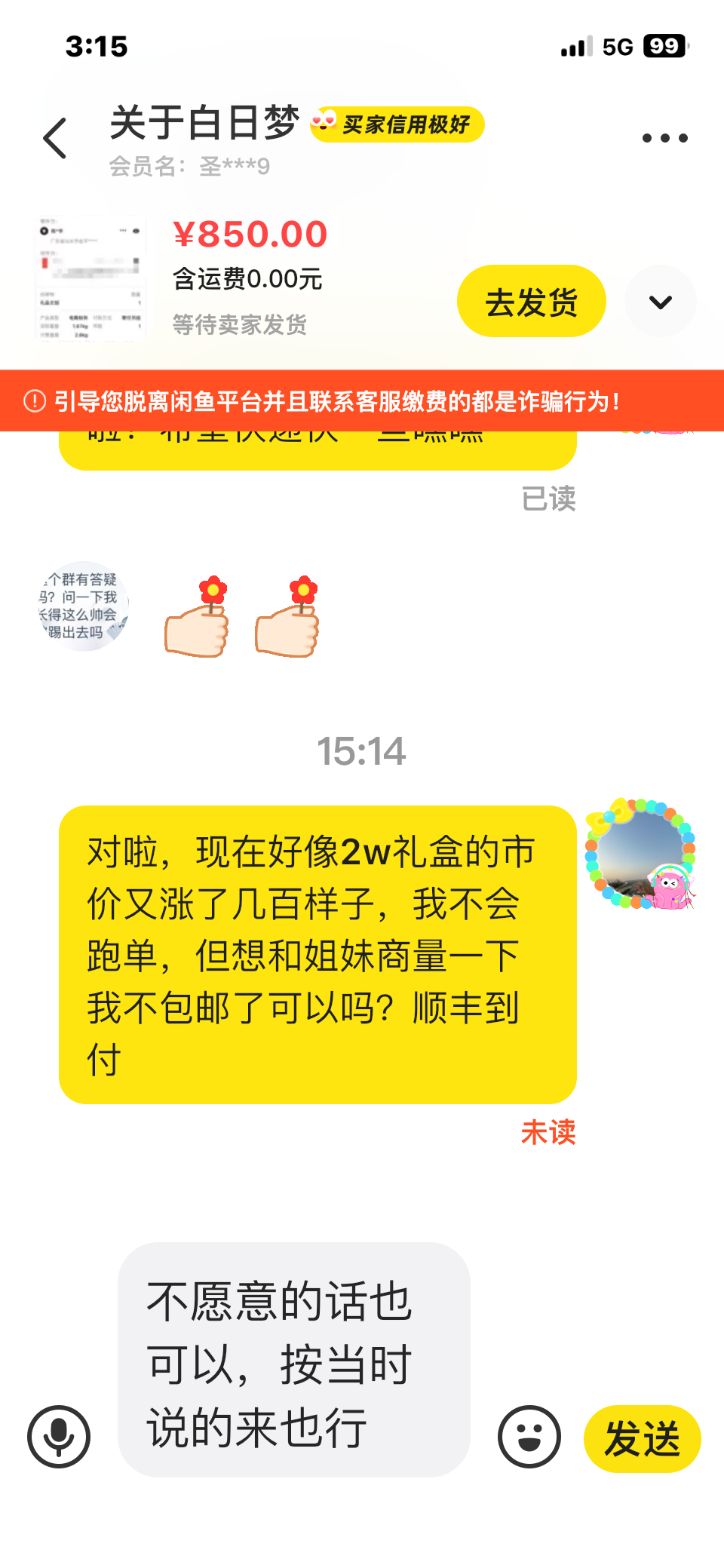 3:15
5G 99
关于白日梦 买家信用极好
会员名：圣***9
¥850.00
含运费0.00元
等待卖家发货
去发货
引导您脱离闲鱼平台并且联系客服缴费的都是诈骗行为！
已读
个群有答疑
吗？问一下我
长得这么帅会
踢出去吗
15:14
对啦，现在好像2w礼盒的市
价又涨了几百样子，我不会
跑单，但想和姐妹商量一下
我不包邮了可以吗？顺丰到
付
未读
不愿意的话也
可以，按当时
说的来也行
发送